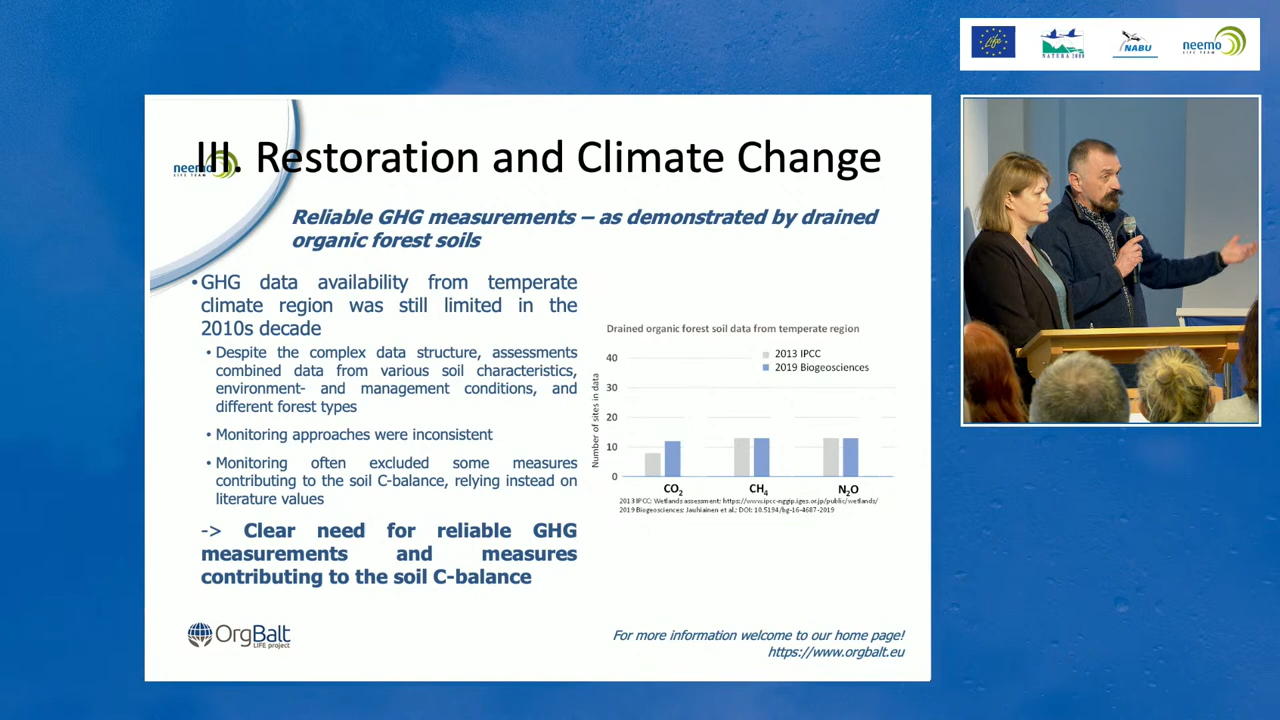 Life
NATURA 2000
NABU
neemo
LIFE TEAM
neemo
LIFE TEAM
III. Restoration and Climate Change
Reliable GHG measurements – as demonstrated by drained
organic forest soils
•GHG data availability from temperate
climate region was still limited in the
2010s decade
• Despite the complex data structure, assessments
combined data from various soil characteristics,
environment- and management conditions, and
different forest types
• Monitoring approaches were inconsistent
• Monitoring often excluded some measures
contributing to the soil C-balance, relying instead on
literature values
-> Clear need for reliable GHG
measurements and measures
contributing to the soil C-balance
Drained organic forest soil data from temperate region
2013 IPCC
2019 Biogeosciences
Number of sites in data
40
30
20
10
0
CO₂ CH₄ N₂O
2013 IPCC: Wetlands assessment: https://www.ipcc-nggip.iges.or.jp/public/wetlands/
2019 Biogeosciences: Jauhiainen et al.; DOI: 10.5194/bg-16-4687-2019
OrgBalt
LIFE project
For more information welcome to our home page!
https://www.orgbalt.eu